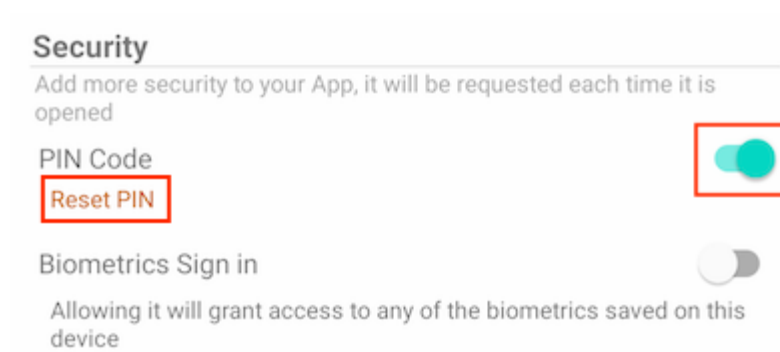 Security
Add more security to your App, it will be requested each time it is
opened
PIN Code
Reset PIN
Biometrics Sign in
Allowing it will grant access to any of the biometrics saved on this
device